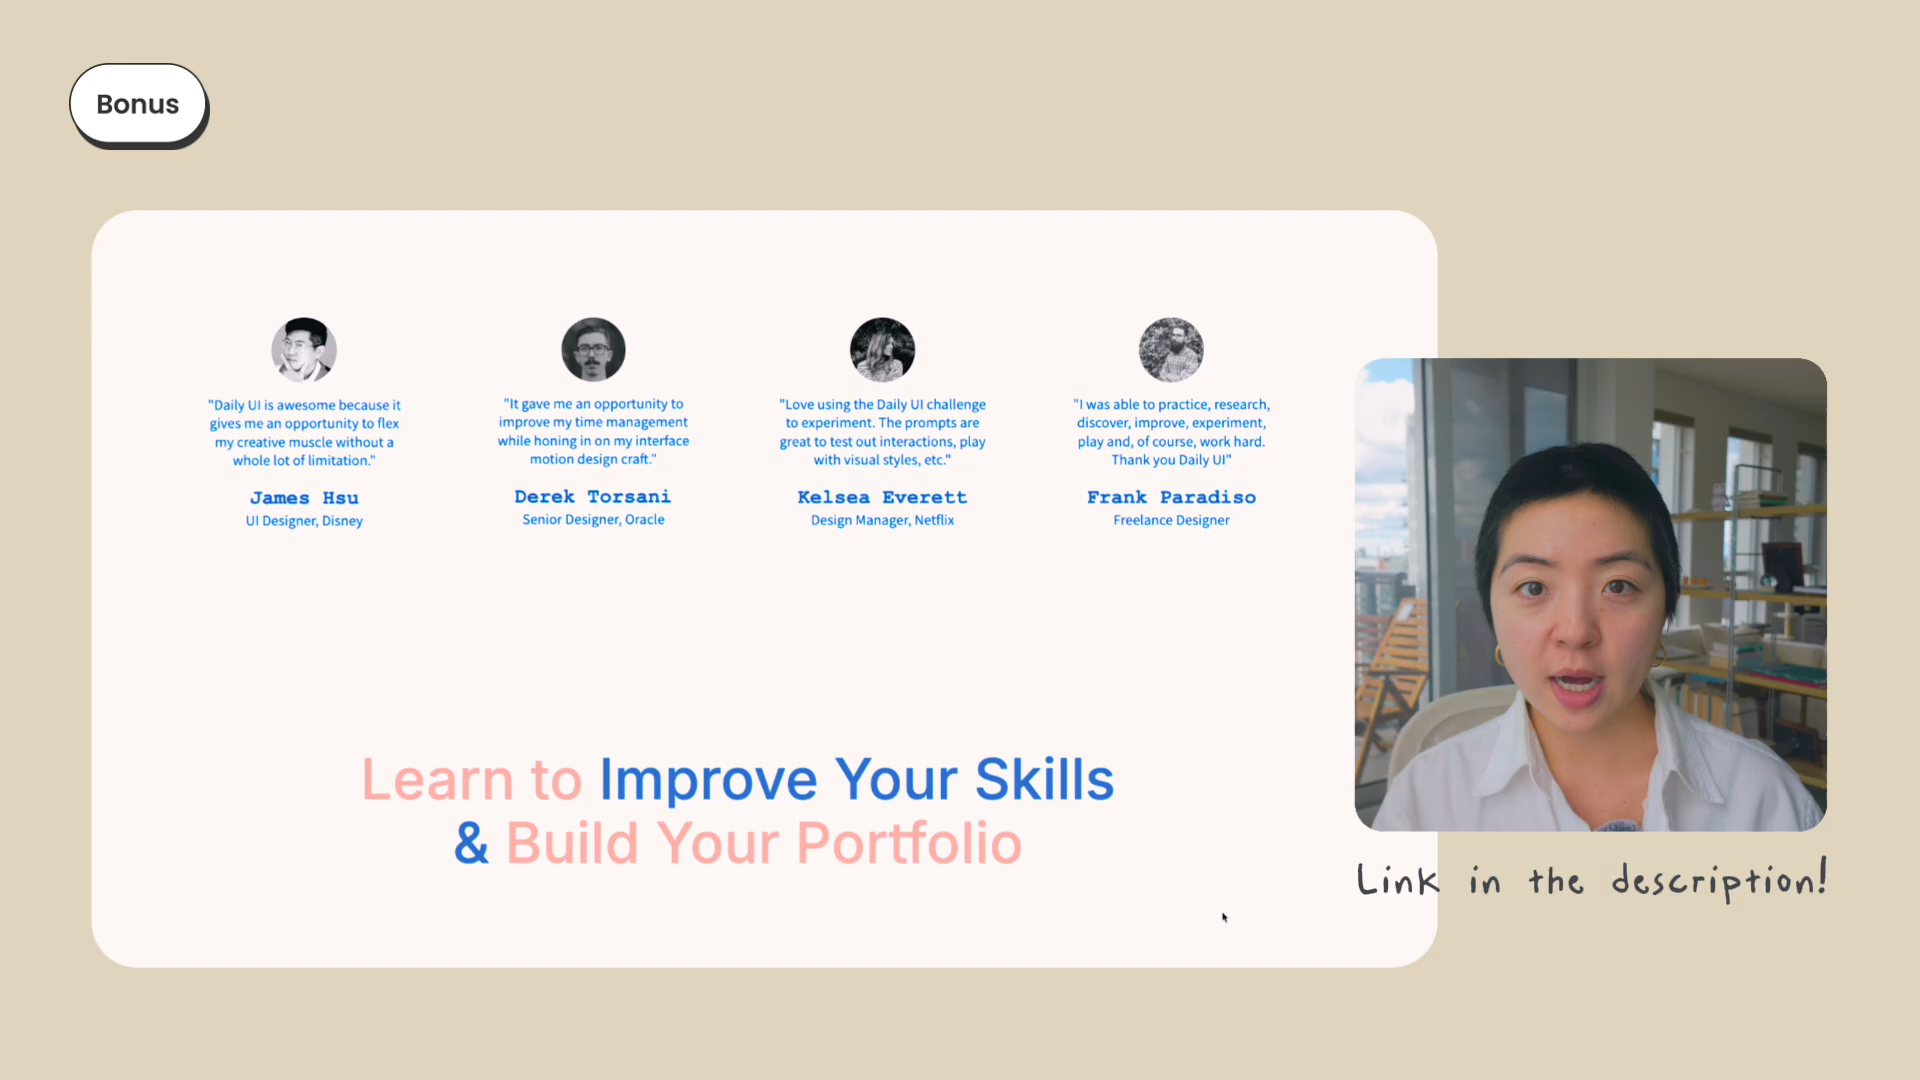 Bonus
"Daily UI is awesome because it
gives me an opportunity to flex
my creative muscle without a
whole lot of limitation."
James Hsu
UI Designer, Disney
"It gave me an opportunity to
improve my time management
while honing in on my interface
motion design craft."
Derek Torsani
Senior Designer, Oracle
"Love using the Daily UI challenge
to experiment. The prompts are
great to test out interactions, play
with visual styles, etc."
Kelsea Everett
Design Manager, Netflix
"I was able to practice, research,
discover, improve, experiment,
play and, of course, work hard.
Thank you Daily UI"
Frank Paradiso
Freelance Designer
Learn to Improve Your Skills
& Build Your Portfolio
Link in the description!